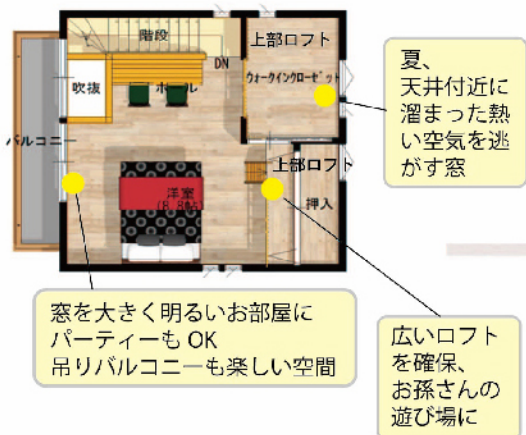 階段
上部ロフト
DN
ウォークインクローゼット
吹抜
ホール
バルコニー
上部ロフト
洋室
(8.8帖)
押入
夏、
天井付近に
溜まった熱
い空気を逃
がす窓
窓を大きく明るいお部屋に
パーティーも OK
吊りバルコニーも楽しい空間
広いロフト
を確保、
お孫さんの
遊び場に